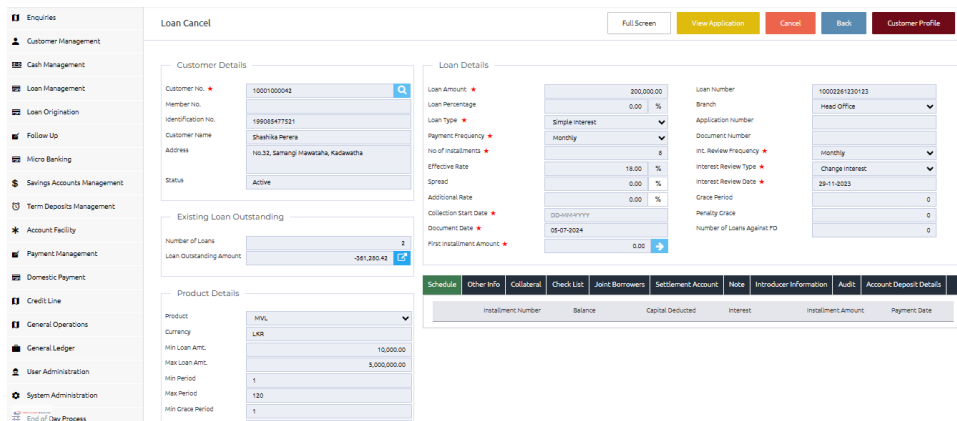 Enquiries
Customer Management
Cash Management
Loan Management
Loan Origination
Follow Up
Micro Banking
Savings Accounts Management
Term Deposits Management
Account Facility
Payment Management
Domestic Payment
Credit Line
General Operations
General Ledger
User Administration
System Administration
End of Day Process
Loan Cancel
Full Screen View Application Cancel Back Customer Profile
Customer Details
Customer No. * 10001000042
Member No.
Identification No. 199085477521
Customer Name Shashika Perera
Address No.32, Samangi Mawataha, Kadawatha
Status Active
Existing Loan Outstanding
Number of Loans 2
Loan Outstanding Amount -361,280.42
Product Details
Product MVL
Currency LKR
Min Loan Amt. 10,000.00
Max Loan Amt. 5,000,000.00
Min Period 1
Max Period 120
Min Grace Period 1
Loan Details
Loan Amount * 200,000.00
Loan Percentage 0.00 %
Loan Type * Simple Interest
Payment Frequency * Monthly
No of Installments * 6
Effective Rate 18.00 %
Spread 0.00 %
Additional Rate 0.00 %
Collection Start Date * DD-MM-YYYY
Document Date * 05-07-2024
First Installment Amount * 0.00
Loan Number 10002261230123
Branch Head Office
Application Number
Document Number
Int. Review Frequency * Monthly
Interest Review Type * Change Interest
Interest Review Date * 29-11-2023
Grace Period 0
Penalty Grace 0
Number of Loans Against FD 0
Schedule Other Info Collateral Check List Joint Borrowers Settlement Account Note Introducer Information Audit Account Deposit Details
Installment Number Balance Capital Deducted Interest Installment Amount Payment Date